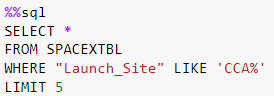 %%sql
SELECT *
FROM SPACEXTBL
WHERE "Launch_Site" LIKE 'CCA%'
LIMIT 5